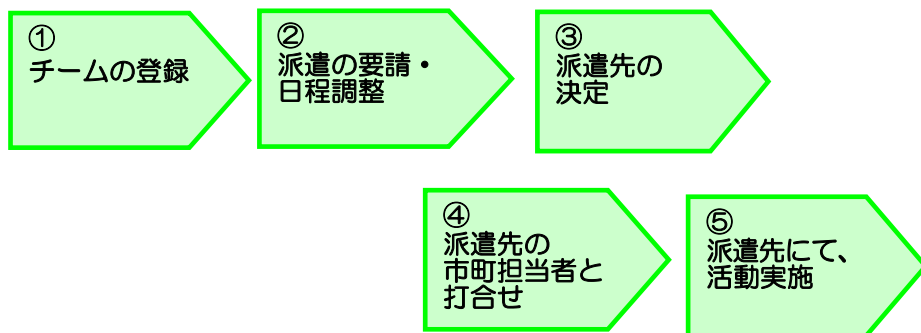 ①
チームの登録
②
派遣の要請・
日程調整
③
派遣先の
決定
④
派遣先の
市町担当者と
打合せ
⑤
派遣先にて、
活動実施